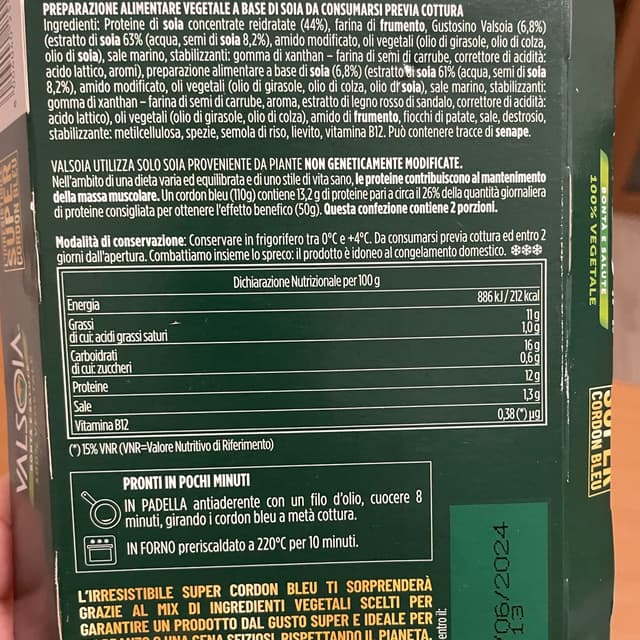 PREPARAZIONE ALIMENTARE VEGETALE A BASE DI SOIA DA CONSUMARSI PREVIA COTTURA
Ingredienti: Proteine di soia concentrate reidratate (44%), farina di frumento, Gustosino Valsoia (6,8%)
(estratto di soia 63% (acqua, semi di soia 8,2%), amido modificato, oli vegetali (olio di girasole, olio di colza,
olio di soia), sale marino, stabilizzanti: gomma di xanthan – farina di semi di carrube, correttore di acidità:
acido lattico, aromi), preparazione alimentare a base di soia (6,8%) (estratto di soia 61% (acqua, semi di soia
8,2%), amido modificato, oli vegetali (olio di girasole, olio di colza, olio di soia), sale marino, stabilizzanti:
gomma di xanthan – farina di semi di carrube, aroma, estratto di legno rosso di sandalo, correttore di acidità:
acido lattico), oli vegetali (olio di girasole, olio di colza), amido di frumento, fiocchi di patate, sale, destrosio,
stabilizzante: metilcellulosa, spezie, semola di riso, lievito, vitamina B12. Può contenere tracce di senape.
VALSOIA UTILIZZA SOLO SOIA PROVENIENTE DA PIANTE NON GENETICAMENTE MODIFICATE.
Nell'ambito di una dieta varia ed equilibrata e di uno stile di vita sano, le proteine contribuiscono al mantenimento
della massa muscolare. Un cordon bleu (110g) contiene 13,2 g di proteine pari a circa il 26% della quantità giornaliera
di proteine consigliata per ottenere l'effetto benefico (50g). Questa confezione contiene 2 porzioni.
Modalità di conservazione: Conservare in frigorifero tra 0°C e +4°C. Da consumarsi previa cottura ed entro 2
giorni dall'apertura. Combattiamo insieme lo spreco: il prodotto è idoneo al congelamento domestico. ❄❄❄
Dichiarazione Nutrizionale per 100 g
Energia 886 kJ / 212 kcal
Grassi 11 g
di cui: acidi grassi saturi 1,0 g
Carboidrati 16 g
di cui: zuccheri 0,6 g
Proteine 12 g
Sale 1,3 g
Vitamina B12 0,38 (*) µg
(*) 15% VNR (VNR=Valore Nutritivo di Riferimento)
PRONTI IN POCHI MINUTI
IN PADELLA antiaderente con un filo d'olio, cuocere 8
minuti, girando i cordon bleu a metà cottura.
IN FORNO preriscaldato a 220°C per 10 minuti.
L'IRRESISTIBILE SUPER CORDON BLEU TI SORPRENDERÀ
GRAZIE AL MIX DI INGREDIENTI VEGETALI SCELTI PER
GARANTIRE UN PRODOTTO DAL GUSTO SUPER E IDEALE PER
UNA CENA SFIZIOSI, RISPETTANDO IL PIANETA
entro il:
/06/2024
13
BONTÀ E SALUTE
100% VEGETALE
SUPER
CORDON BLEU
SUPER
CORDON BLEU
VALSOIA